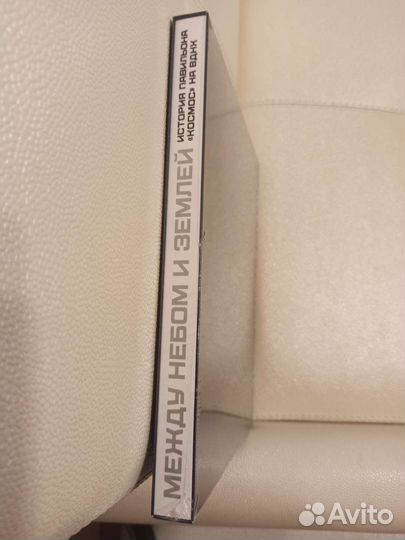 МЕЖДУ НЕБОМ И ЗЕМЛЕЙ
ИСТОРИЯ ПАВИЛЬОНА
«КОСМОС» НА ВДНХ
Avito